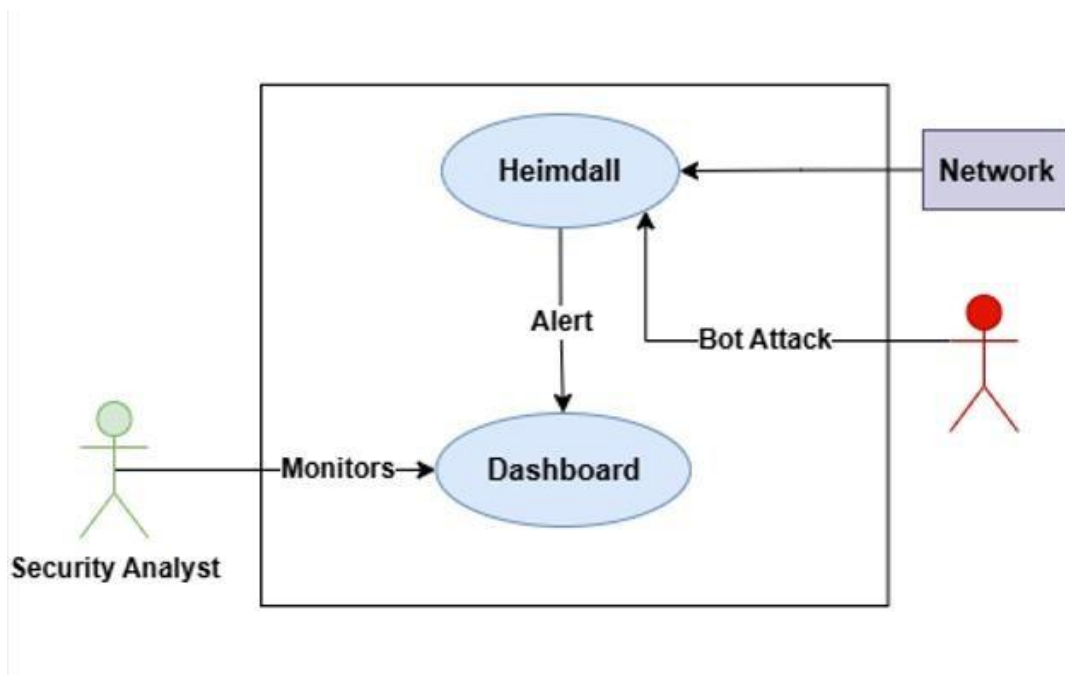 Heimdall
Network
Alert
Bot Attack
Monitors
Dashboard
Security Analyst